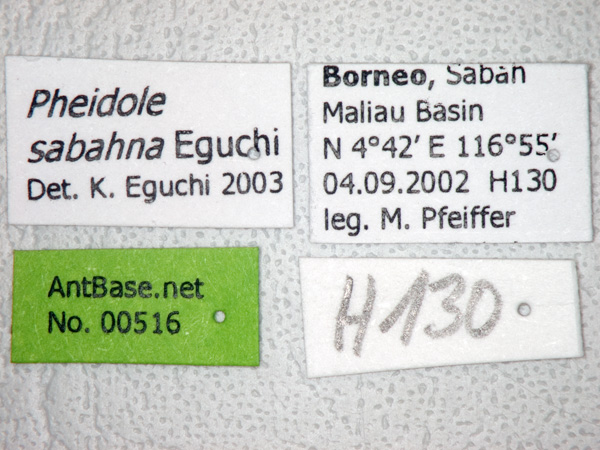 Pheidole
sabahna Eguchi
Det. K. Eguchi 2003
Borneo, Sabah
Maliau Basin
N 4°42' E 116°55'
04.09.2002 H130
leg. M. Pfeiffer
AntBase.net
No. 00516
H130